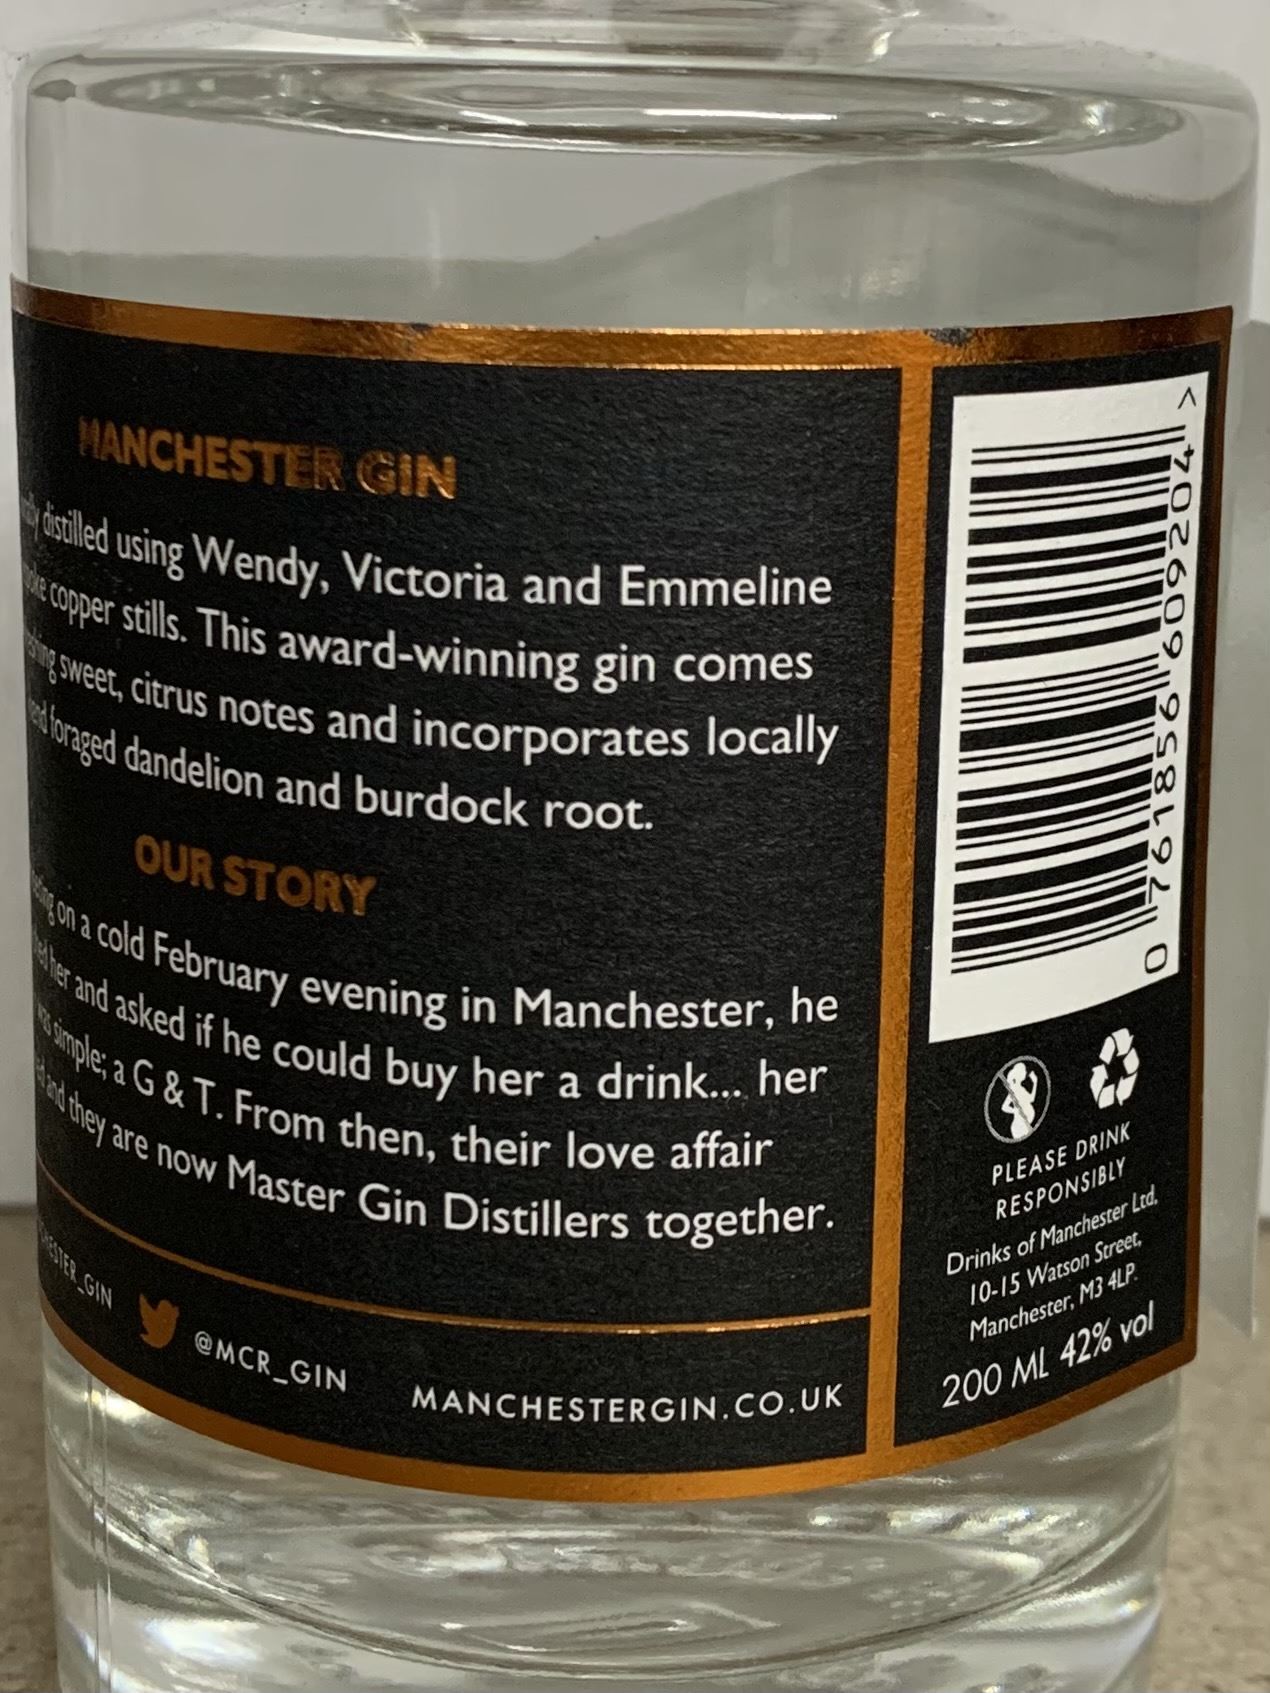 MANCHESTER GIN
distilled using Wendy, Victoria and Emmeline
copper stills. This award-winning gin comes
sweet, citrus notes and incorporates locally
foraged dandelion and burdock root.
OUR STORY
on a cold February evening in Manchester, he
her and asked if he could buy her a drink... her
was simple; a G & T. From then, their love affair
and they are now Master Gin Distillers together.
@MCR_GIN
MANCHESTERGIN.CO.UK
0 761856 609204 >
PLEASE DRINK
RESPONSIBLY
Drinks of Manchester Ltd.
10-15 Watson Street,
Manchester, M3 4LP.
200 ML 42% vol